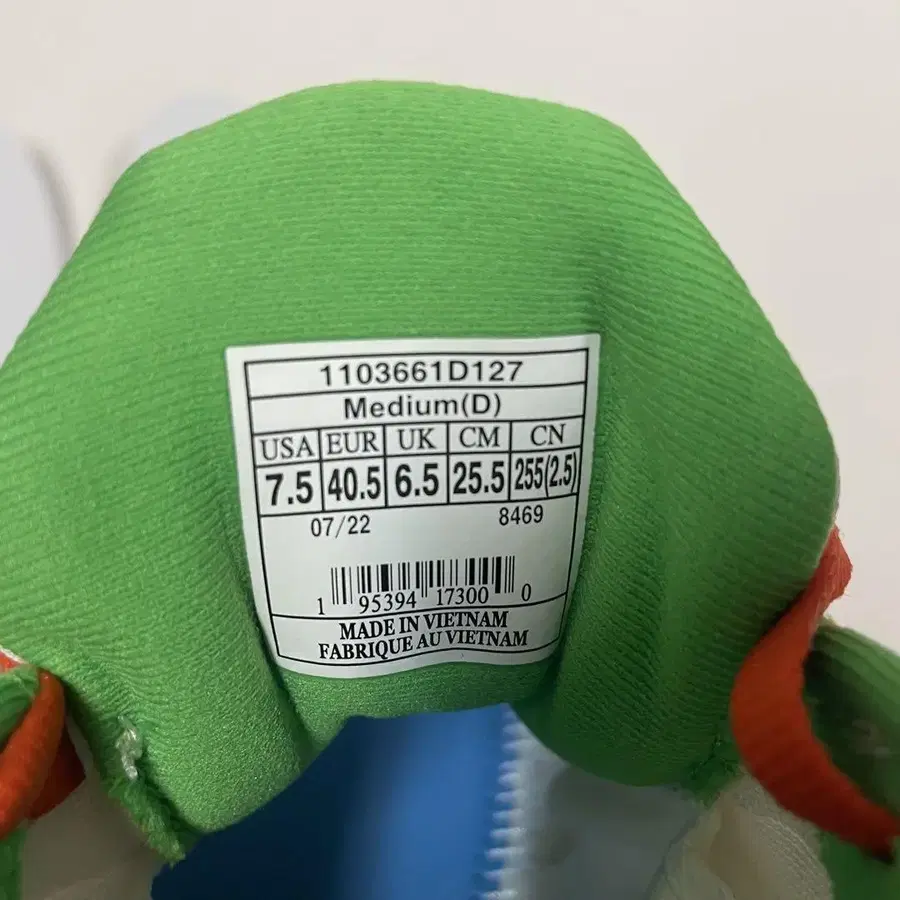 1103661D127
Medium(D)
USA EUR UK CM CN
7.5 40.5 6.5 25.5 255(2.5)
07/22 8469
1 95394 17300 0
MADE IN VIETNAM
FABRIQUE AU VIETNAM